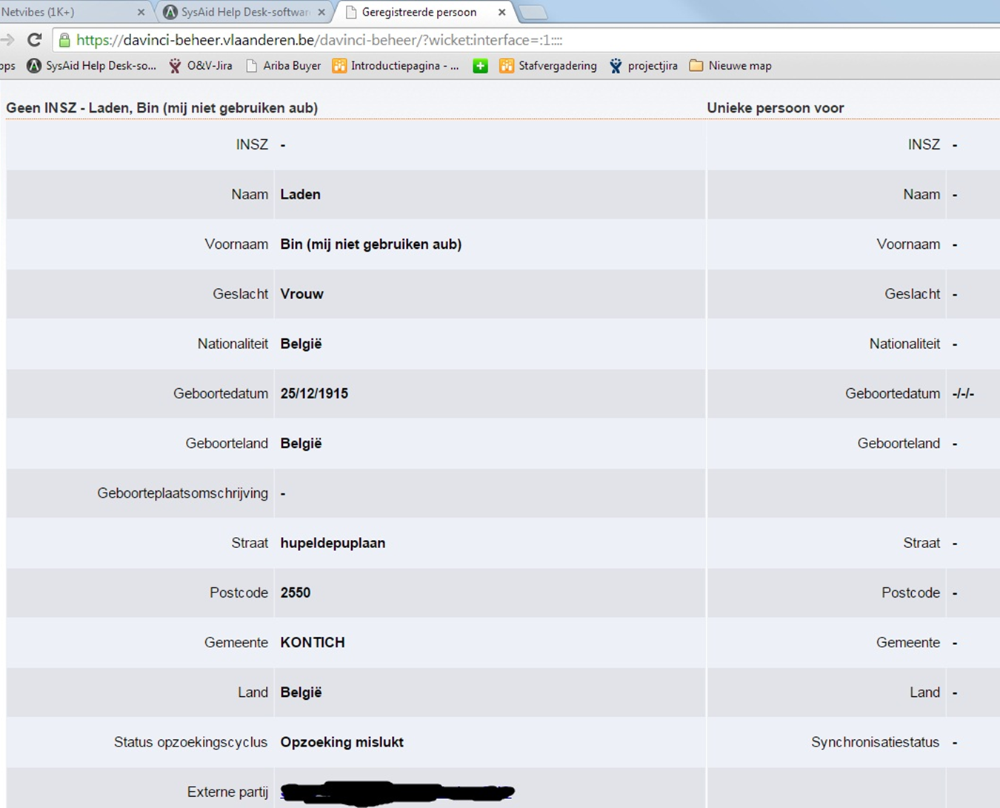 Netvibes (1K+)
SysAid Help Desk-softwar
Geregistreerde persoon
https://davinci-beheer.vlaanderen.be/davinci-beheer/?wicket:interface=:1::::
pps
SysAid Help Desk-so...
O&V-Jira
Ariba Buyer
Introductiepagina - ...
Stafvergadering
projectjira
Nieuwe map
Geen INSZ - Laden, Bin (mij niet gebruiken aub)
Unieke persoon voor
INSZ -
INSZ -
Naam Laden
Naam -
Voornaam Bin (mij niet gebruiken aub)
Voornaam -
Geslacht Vrouw
Geslacht -
Nationaliteit België
Nationaliteit -
Geboortedatum 25/12/1915
Geboortedatum -/-/-
Geboorteland België
Geboorteland -
Geboorteplaatsomschrijving -
Straat hupeldepuplaan
Straat -
Postcode 2550
Postcode -
Gemeente KONTICH
Gemeente -
Land België
Land -
Status opzoekingscyclus Opzoeking mislukt
Synchronisatiestatus -
Externe partij